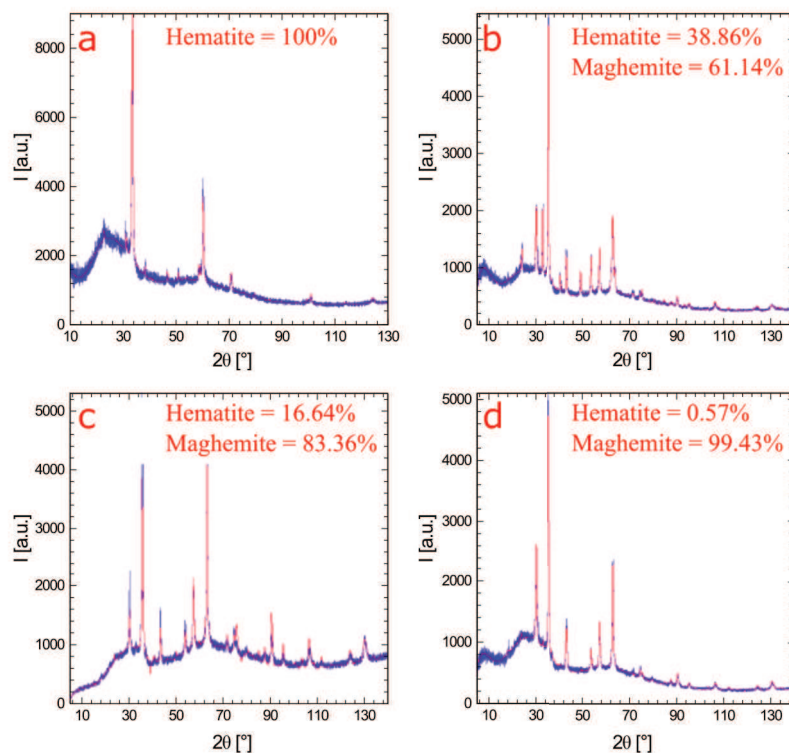 a
Hematite = 100%
8000
6000
4000
2000
0
I [a.u.]
10 30 50 70 90 110 130
2θ [°]
b
Hematite = 38.86%
Maghemite = 61.14%
5000
4000
3000
2000
1000
0
I [a.u.]
10 30 50 70 90 110 130
2θ [°]
c
Hematite = 16.64%
Maghemite = 83.36%
5000
4000
3000
2000
1000
0
I [a.u.]
10 30 50 70 90 110 130
2θ [°]
d
Hematite = 0.57%
Maghemite = 99.43%
5000
4000
3000
2000
1000
0
I [a.u.]
10 30 50 70 90 110 130
2θ [°]